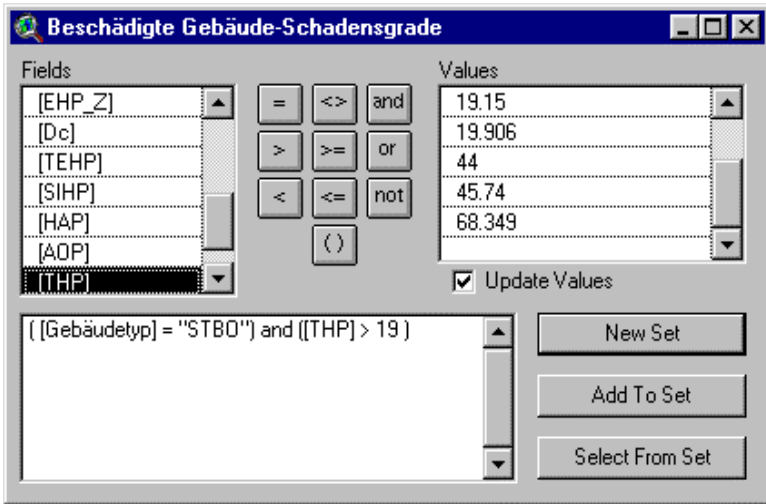 Beschädigte Gebäude-Schadensgrade
Fields
[EHP_Z]
[Dc]
[TEHP]
[SIHP]
[HAP]
[AOP]
[THP]
= <> and
> >= or
< <= not
( )
Values
19.15
19.906
44
45.74
68.349
Update Values
( [Gebäudetyp] = "STBO") and ([THP] > 19 )
New Set
Add To Set
Select From Set